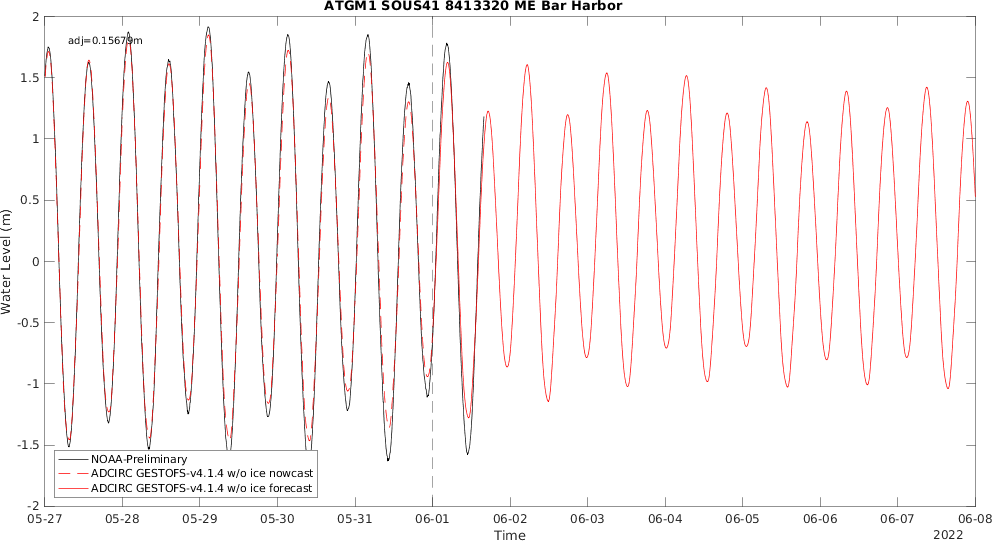 ATGM1 SOUS41 8413320 ME Bar Harbor
adj=0.15679m
2
1.5
1
0.5
0
-0.5
-1
-1.5
-2
Water Level (m)
NOAA-Preliminary
ADCIRC GESTOFS-v4.1.4 w/o ice nowcast
ADCIRC GESTOFS-v4.1.4 w/o ice forecast
05-27 05-28 05-29 05-30 05-31 06-01 06-02 06-03 06-04 06-05 06-06 06-07 06-08
Time
2022